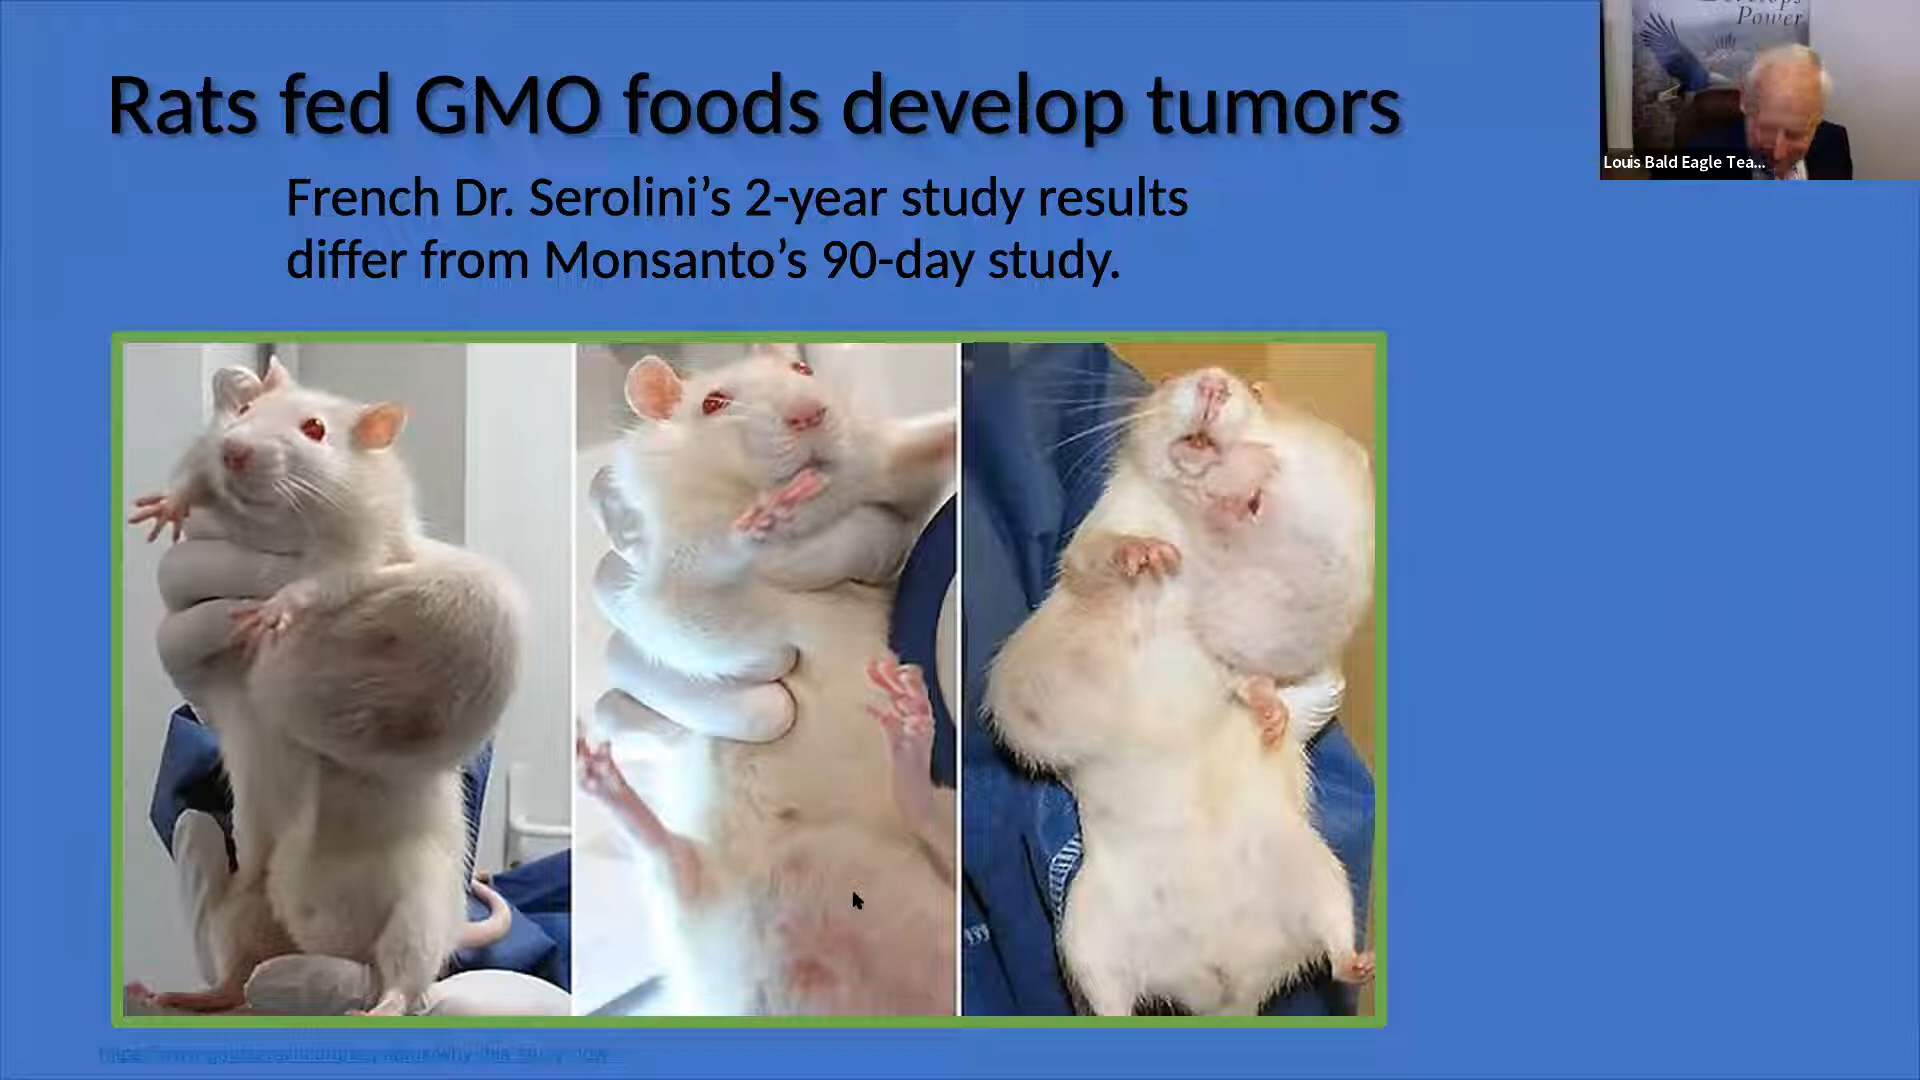 Rats fed GMO foods develop tumors
French Dr. Serolini’s 2-year study results
differ from Monsanto’s 90-day study.
Power
Louis Bald Eagle Tea...